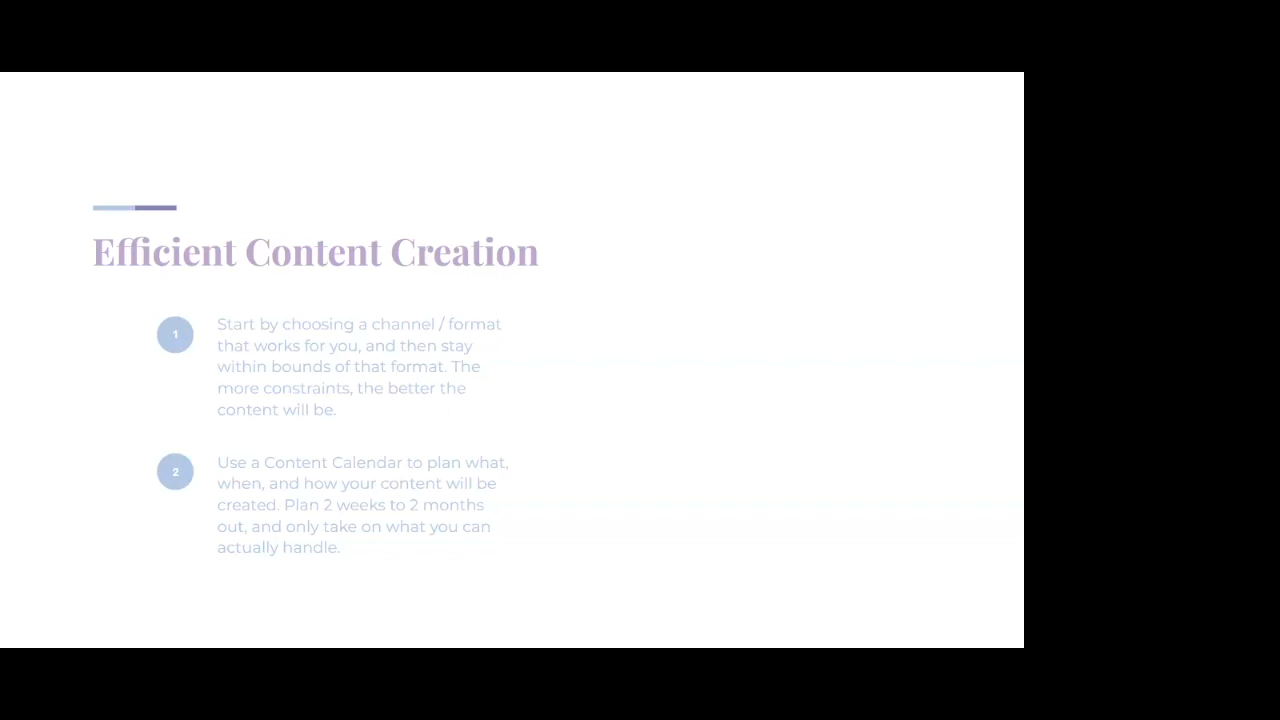 Efficient Content Creation
1
Start by choosing a channel / format
that works for you, and then stay
within bounds of that format. The
more constraints, the better the
content will be.
2
Use a Content Calendar to plan what,
when, and how your content will be
created. Plan 2 weeks to 2 months
out, and only take on what you can
actually handle.